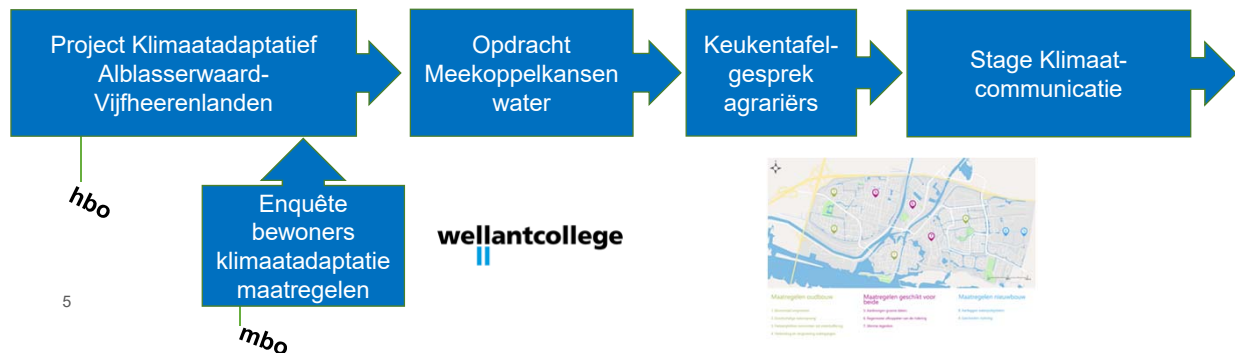 Project Klimaatadaptatief
Alblasserwaard-
Vijfheerenlanden
Opdracht
Meekoppelkansen
water
Keukentafel-
gesprek
agrariërs
Stage Klimaat-
communicatie
hbo
Enquête
bewoners
klimaatadaptatie
maatregelen
mbo
wellantcollege
Maatregelen oudbouw
Maatregelen geschikt voor
beide
Maatregelen nieuwbouw
5